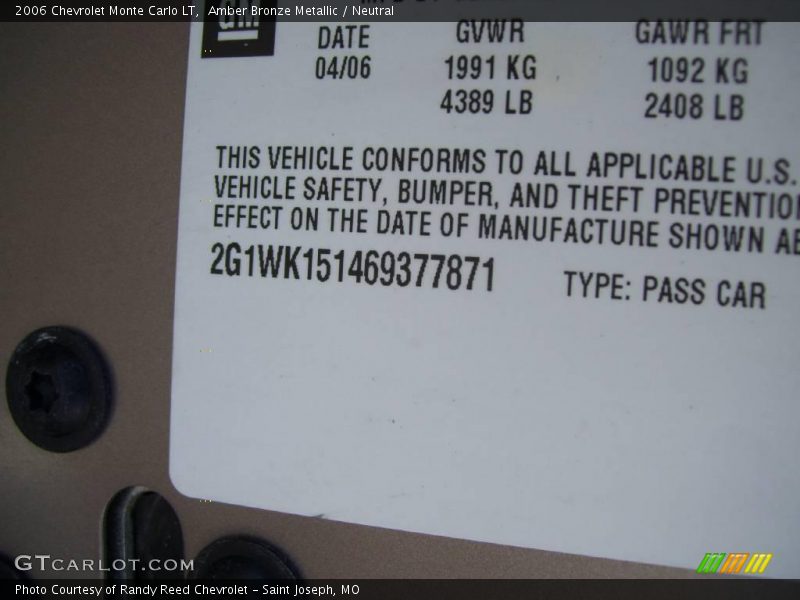 2006 Chevrolet Monte Carlo LT, Amber Bronze Metallic / Neutral
GM
DATE GVWR GAWR FRT
04/06 1991 KG 1092 KG
4389 LB 2408 LB
THIS VEHICLE CONFORMS TO ALL APPLICABLE U.S.
VEHICLE SAFETY, BUMPER, AND THEFT PREVENTIO
EFFECT ON THE DATE OF MANUFACTURE SHOWN AB
2G1WK151469377871 TYPE: PASS CAR
GTCARLOT.COM
Photo Courtesy of Randy Reed Chevrolet - Saint Joseph, MO